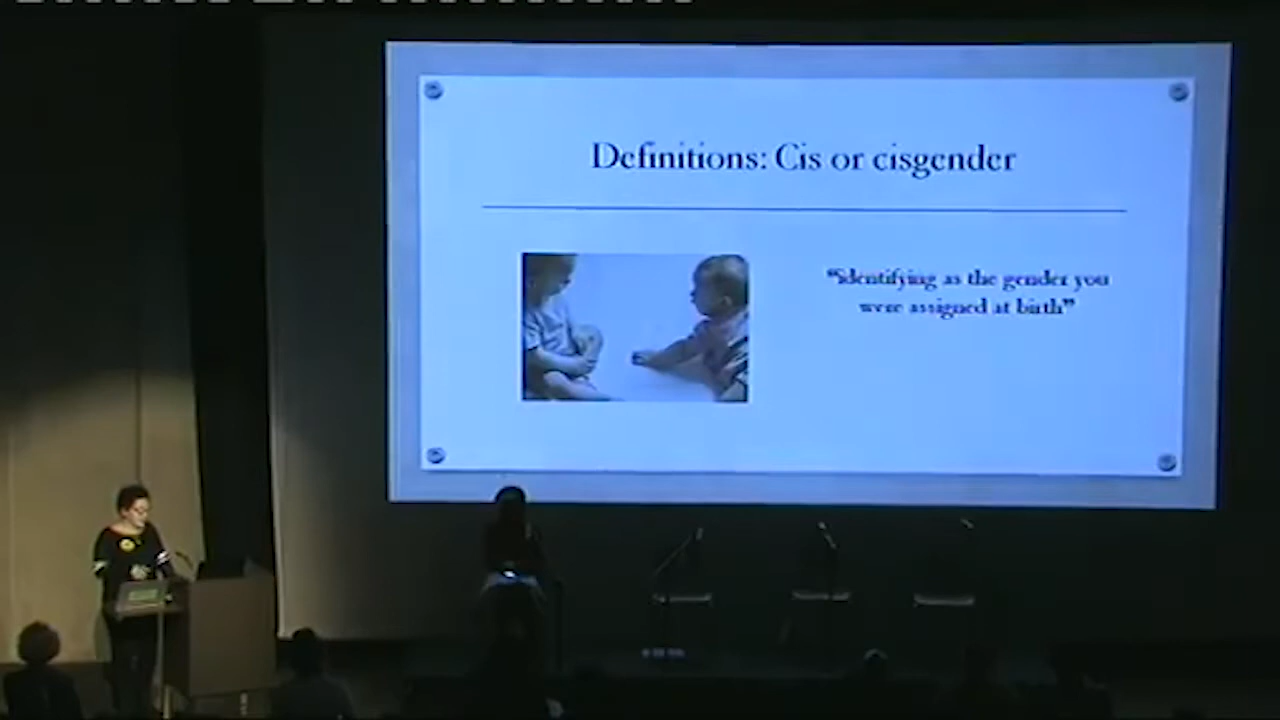 Definitions: Cis or cisgender
“identifying as the gender you
were assigned at birth”